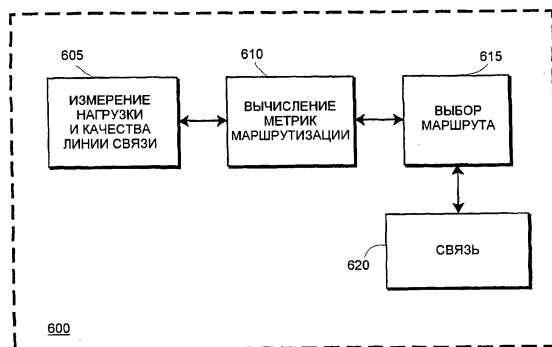 605
610
615
ИЗМЕРЕНИЕ
НАГРУЗКИ
И КАЧЕСТВА
ЛИНИИ СВЯЗИ
ВЫЧИСЛЕНИЕ
МЕТРИК
МАРШРУТИЗАЦИИ
ВЫБОР
МАРШРУТА
СВЯЗЬ
620
600